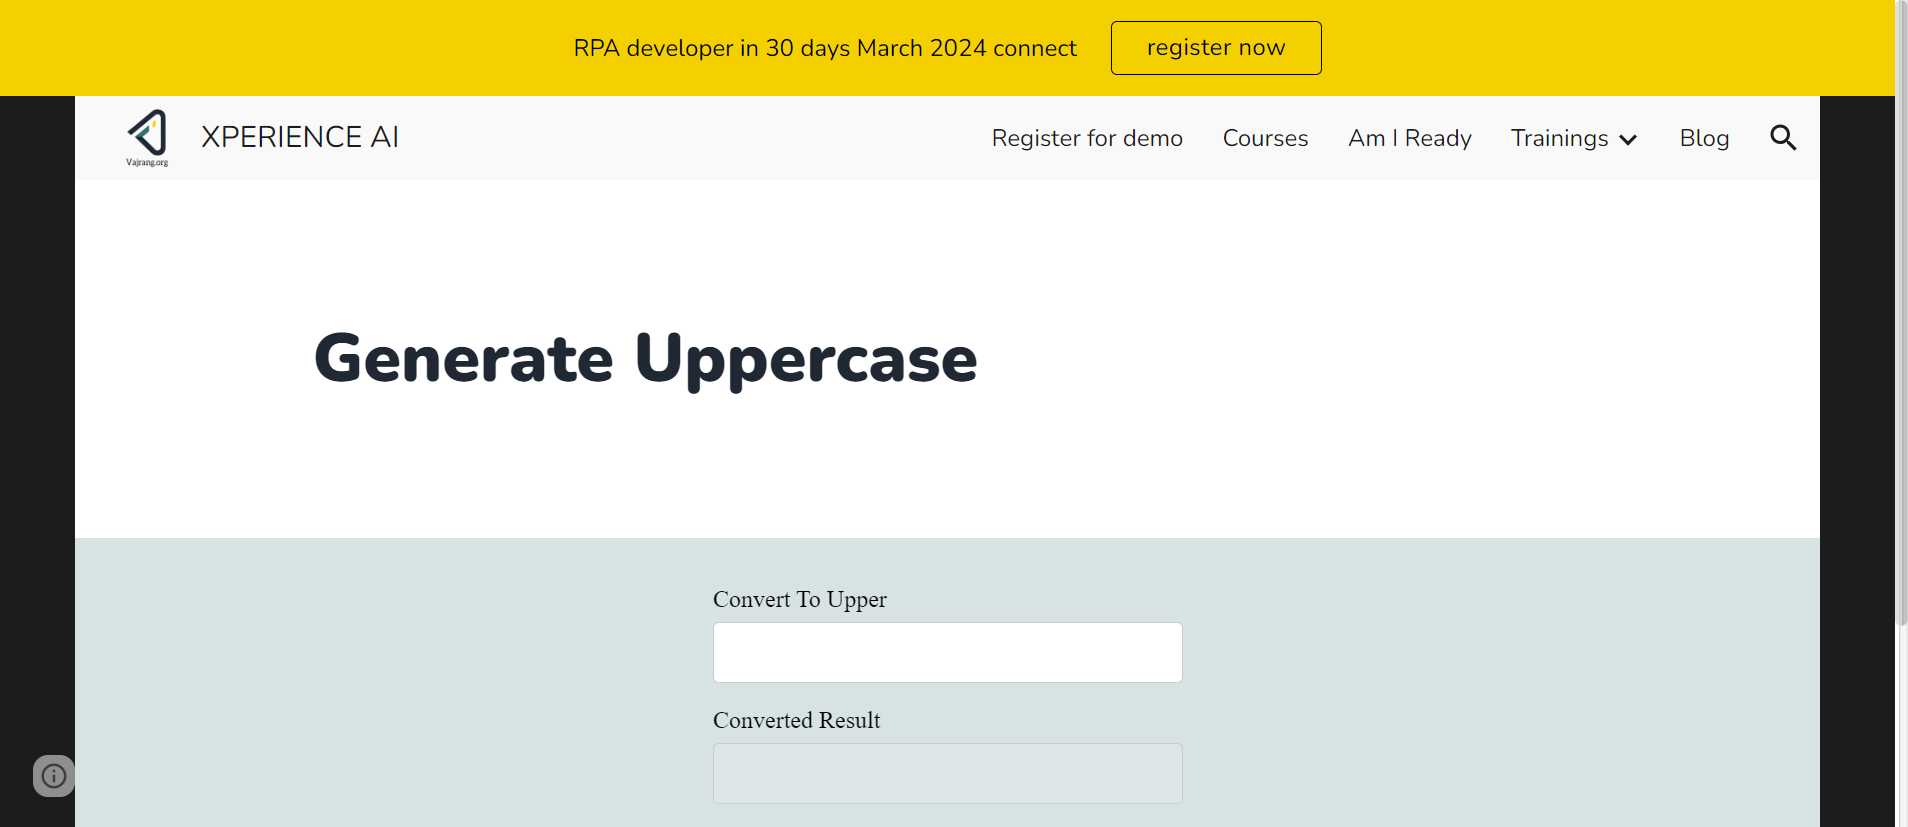 RPA developer in 30 days March 2024 connect register now
Vajrang.org
XPERIENCE AI Register for demo Courses Am I Ready Trainings Blog
Generate Uppercase
Convert To Upper
Converted Result